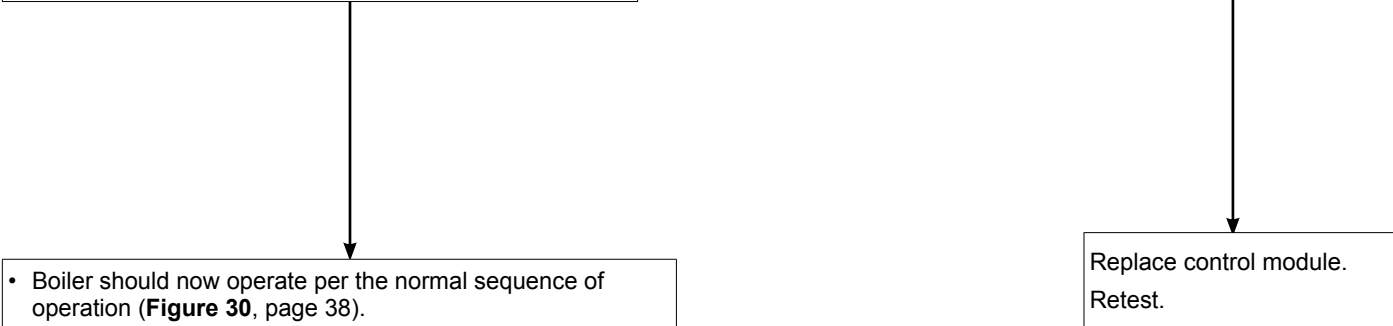 • Boiler should now operate per the normal sequence of
operation (Figure 30, page 38).
Replace control module.
Retest.